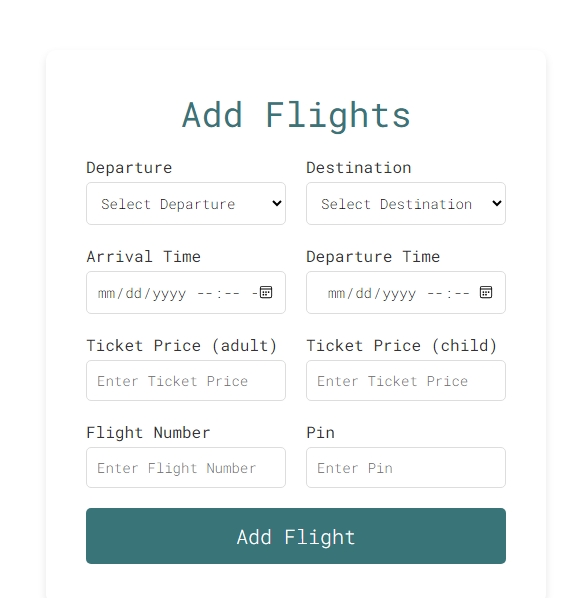 Add Flights
Departure Destination
Select Departure Select Destination
Arrival Time Departure Time
mm/dd/yyyy --:-- - mm/dd/yyyy --:--
Ticket Price (adult) Ticket Price (child)
Enter Ticket Price Enter Ticket Price
Flight Number Pin
Enter Flight Number Enter Pin
Add Flight